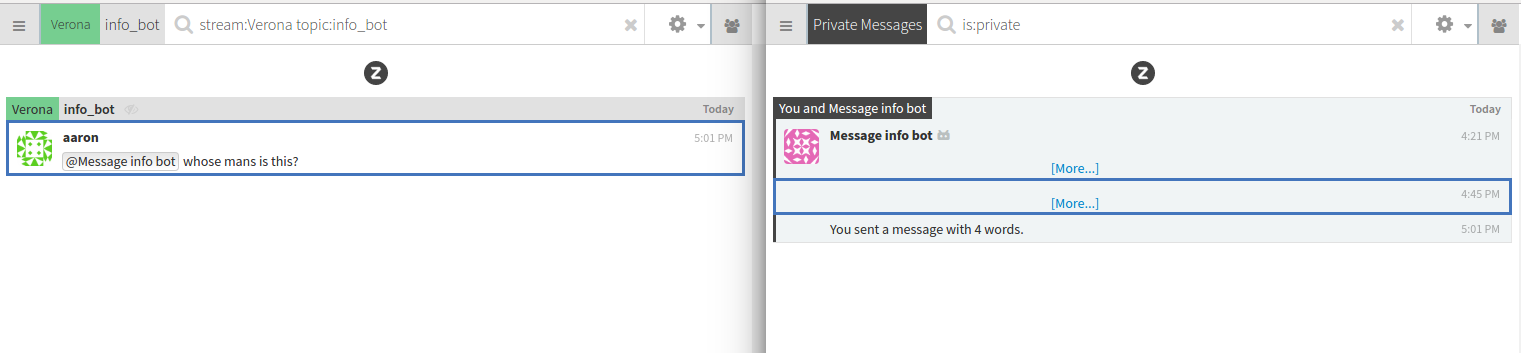 Verona info_bot stream:Verona topic:info_bot
Z
Verona info_bot Today
aaron 5:01 PM
@Message info bot whose mans is this?
Private Messages is:private
Z
You and Message info bot Today
Message info bot 4:21 PM
[More...]
4:45 PM
[More...]
You sent a message with 4 words. 5:01 PM